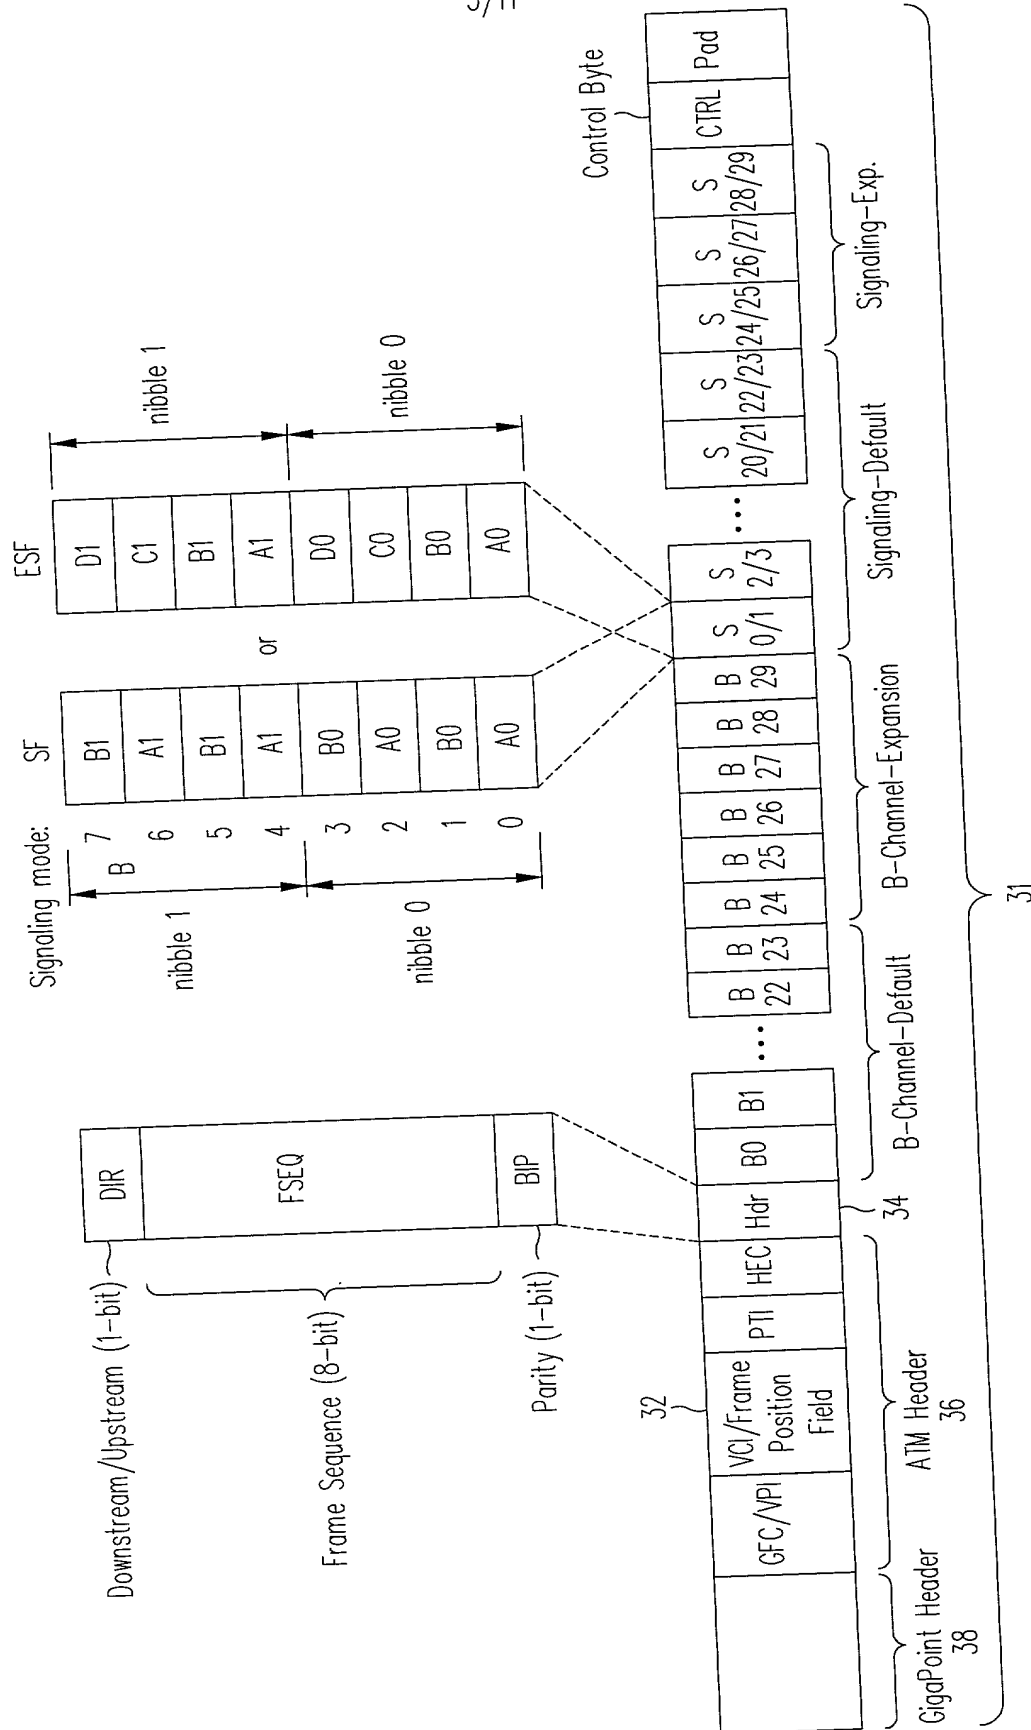 5/11
Signaling mode:
SF
ESF
B
7
6
5
4
3
2
1
0
nibble 1
nibble 0
B1
A1
B1
A1
B0
A0
B0
A0
or
D1
C1
B1
A1
D0
C0
B0
A0
nibble 1
nibble 0
Downstream/Upstream (1-bit)
Frame Sequence (8-bit)
Parity (1-bit)
DIR
FSEQ
BIP
32
Control Byte
GFC/VPI
VCI/Frame
Position
Field
PTI
HEC
Hdr
B0
B1
....
B
22
B
23
B
24
B
25
B
26
B
27
B
28
B
29
S
0/1
S
2/3
....
S
20/21
S
22/23
S
24/25
S
26/27
S
28/29
CTRL
Pad
34
GigaPoint Header
38
ATM Header
36
B-Channel-Default
B-Channel-Expansion
Signaling-Default
Signaling-Exp.
31